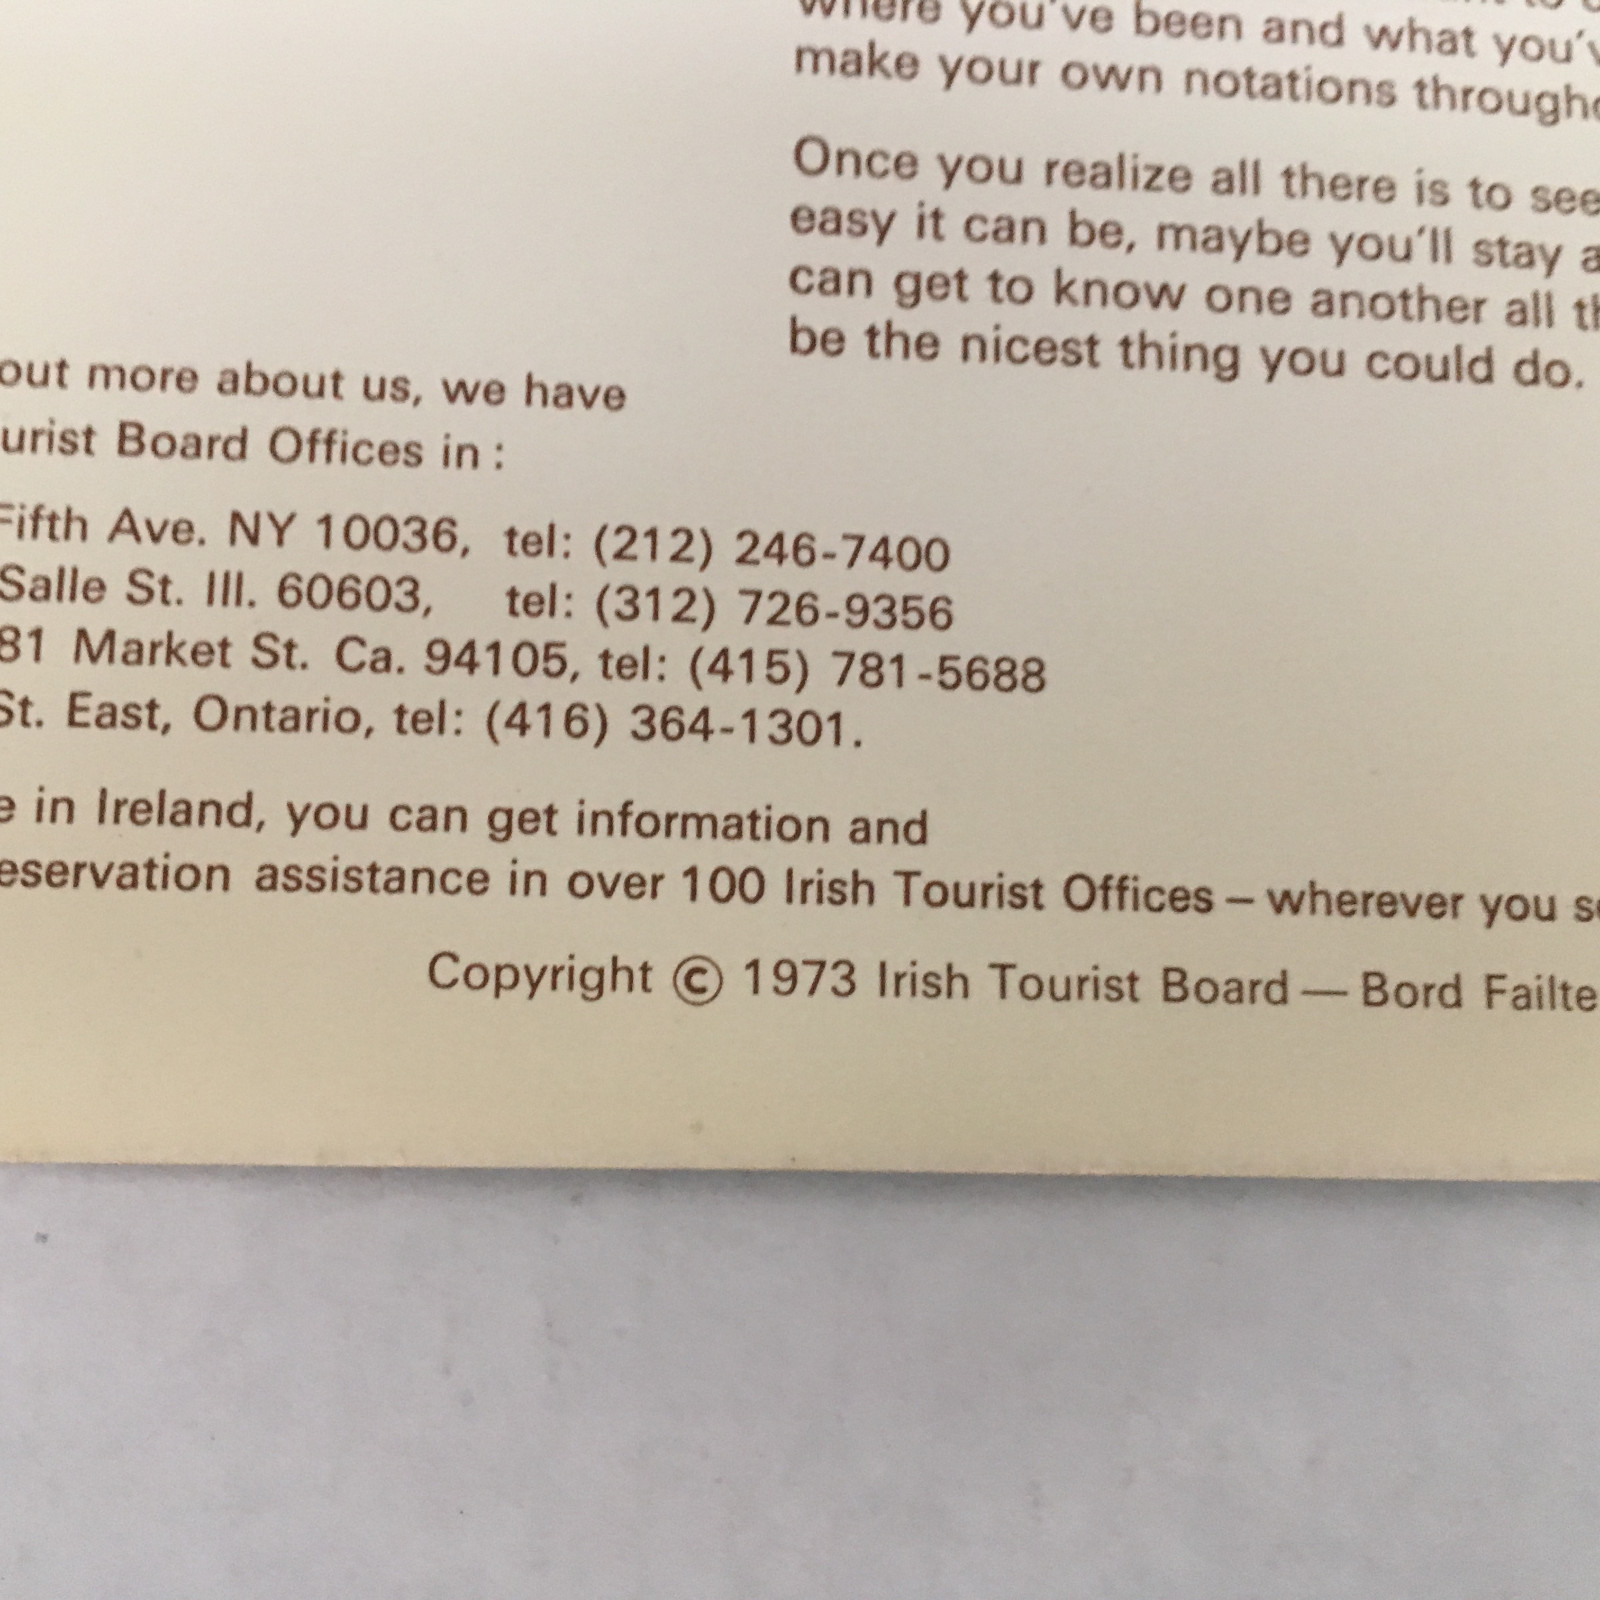 where you've been and what
make your own notations
Once you realize all there is to see
easy it can be, maybe you'll stay
can get to know one another all
be the nicest thing you could do.
out more about us, we have
Board Offices in :
Fifth Ave. NY 10036, tel: (212) 246-7400
Salle St. Ill. 60603, tel: (312) 726-9356
81 Market St. Ca. 94105, tel: (415) 781-5688
St. East, Ontario, tel: (416) 364-1301.
in Ireland, you can get information and
assistance in over 100 Irish Tourist Offices – wherever you
Copyright © 1973 Irish Tourist Board — Bord Failte